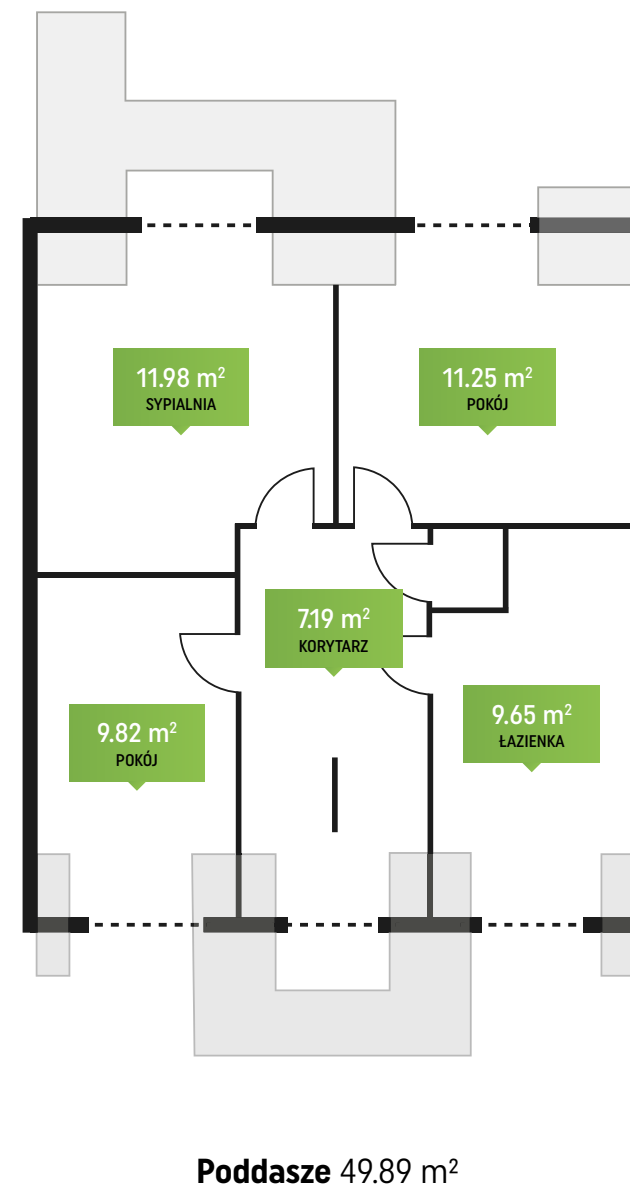 11.98 m²
SYPIALNIA
11.25 m²
POKÓJ
7.19 m²
KORYTARZ
9.82 m²
POKÓJ
9.65 m²
ŁAZIENKA
Poddasze 49.89 m²